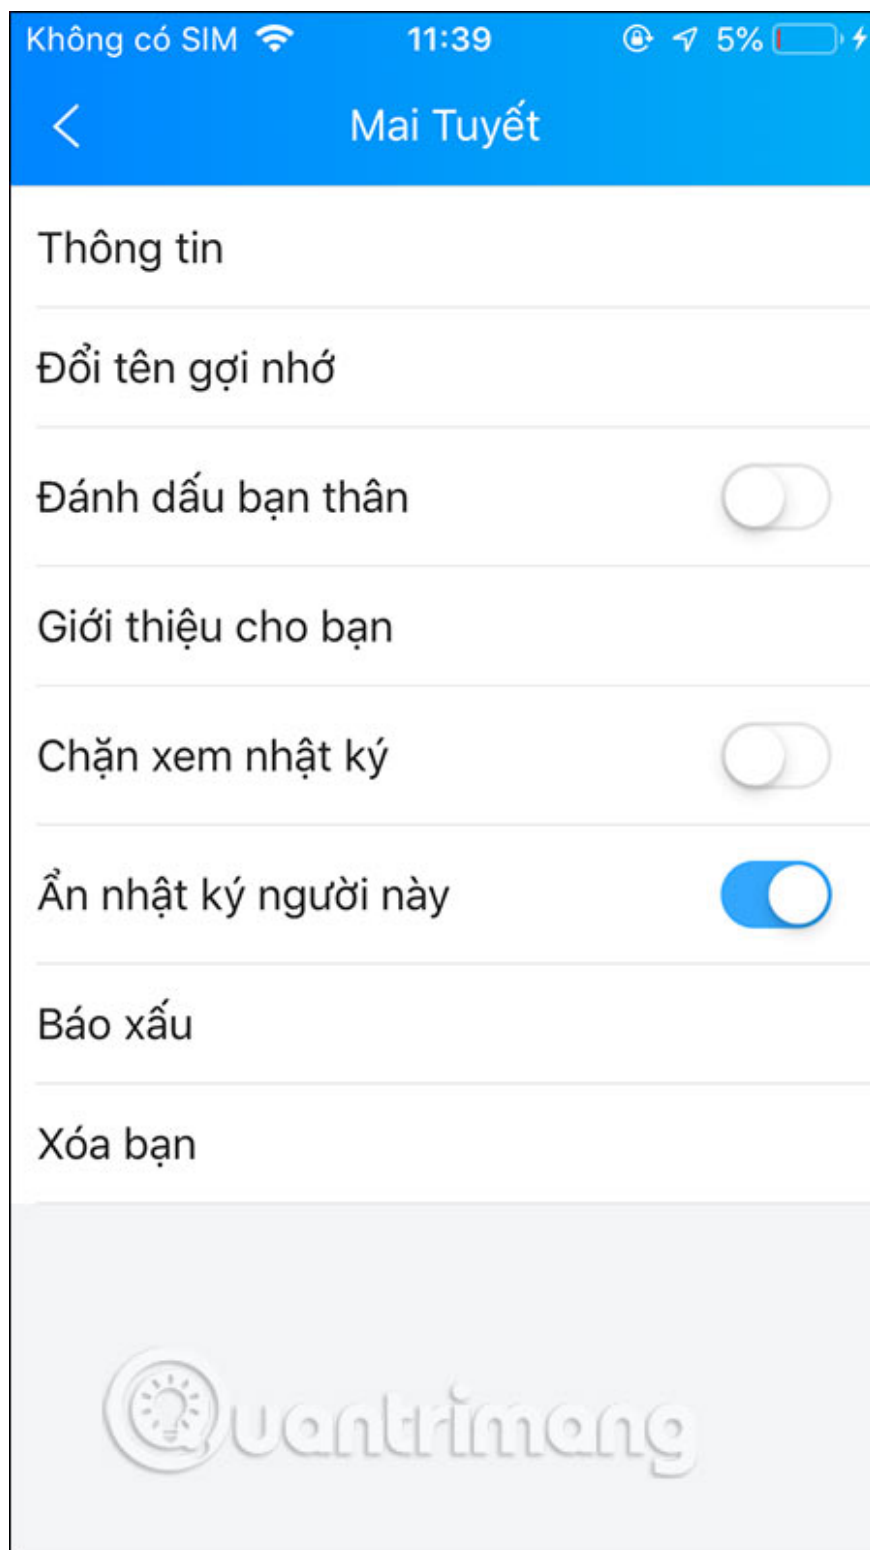 Không có SIM 11:39 5%
Mai Tuyết
Thông tin
Đổi tên gợi nhớ
Đánh dấu bạn thân
Giới thiệu cho bạn
Chặn xem nhật ký
Ẩn nhật ký người này
Báo xấu
Xóa bạn
Quantrimang